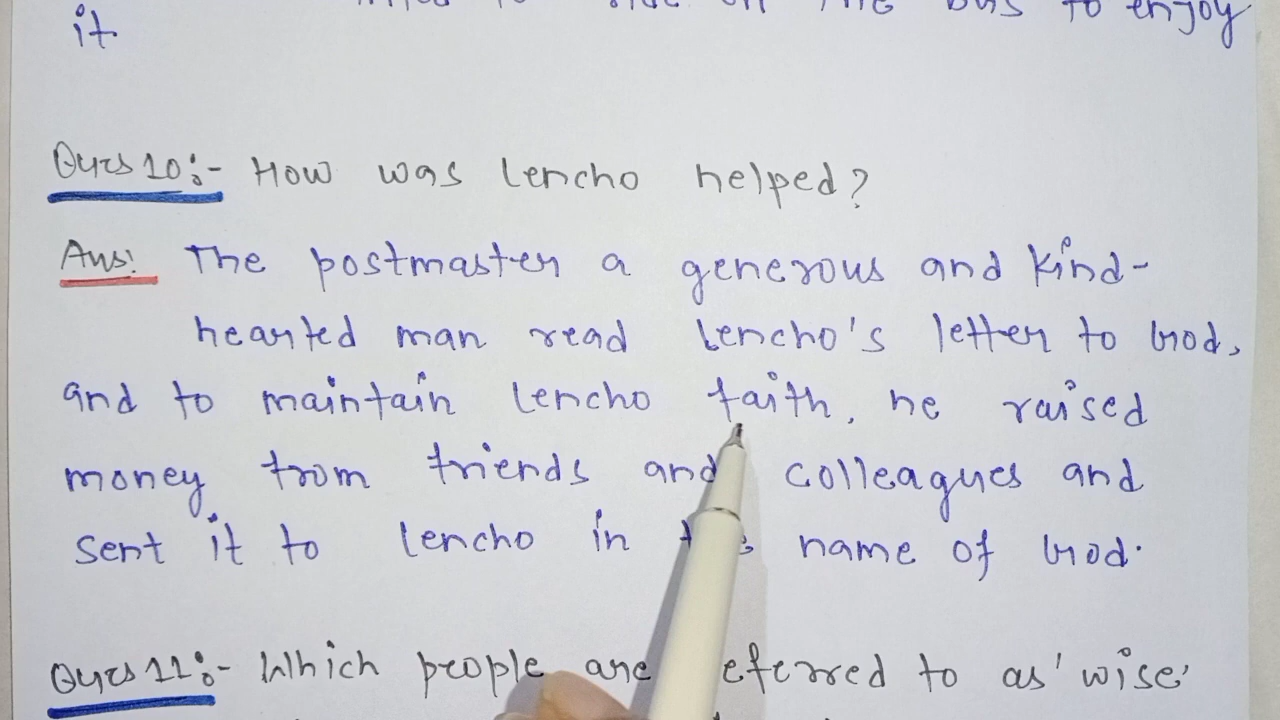 to enjoy
it
Ques 10:- How was Lencho helped?
Ans: The postmaster a generous and kind-
hearted man read Lencho's letter to God,
and to maintain Lencho faith, he raised
money from friends and colleagues and
sent it to Lencho in name of God.
Ques 11:- Which people are to as 'wise'